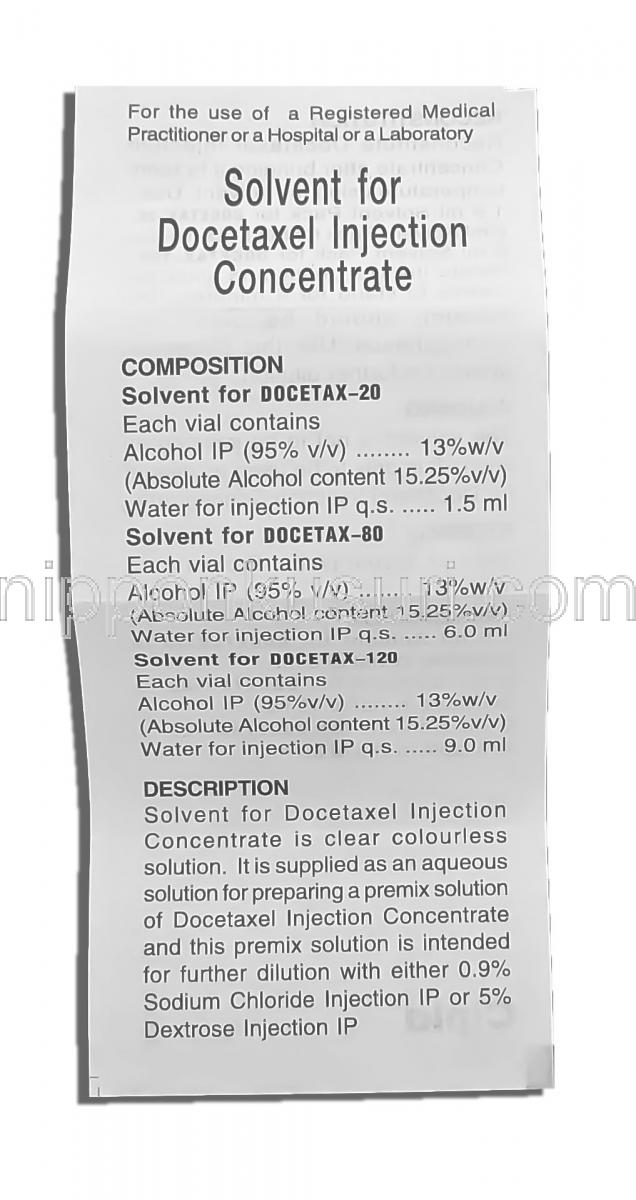 For the use of a Registered Medical
Practitioner or a Hospital or a Laboratory
Solvent for
Docetaxel Injection
Concentrate
COMPOSITION
Solvent for DOCETAX–20
Each vial contains
Alcohol IP (95% v/v) ........ 13%w/v
(Absolute Alcohol content 15.25%v/v)
Water for injection IP q.s. ..... 1.5 ml
Solvent for DOCETAX–80
Each vial contains
Alcohol IP (95% v/v) ........ 13%w/v
(Absolute Alcohol content 15.25%v/v)
Water for injection IP q.s. ..... 6.0 ml
Solvent for DOCETAX–120
Each vial contains
Alcohol IP (95%v/v) ........ 13%w/v
(Absolute Alcohol content 15.25%v/v)
Water for injection IP q.s. ..... 9.0 ml
DESCRIPTION
Solvent for Docetaxel Injection
Concentrate is clear colourless
solution. It is supplied as an aqueous
solution for preparing a premix solution
of Docetaxel Injection Concentrate
and this premix solution is intended
for further dilution with either 0.9%
Sodium Chloride Injection IP or 5%
Dextrose Injection IP